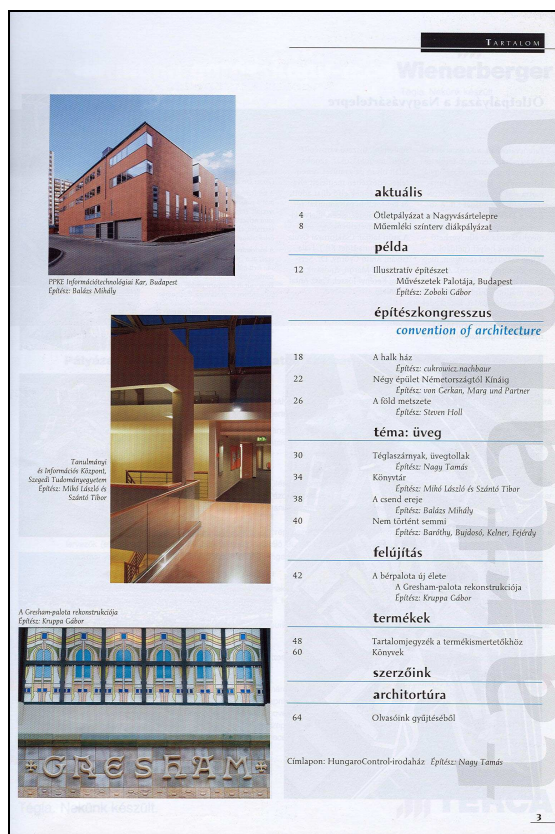 TARTALOM
PPKE Információtechnológiai Kar, Budapest
Építész: Balázs Mihály
Tanulmányi
és Információs Központ,
Szegedi Tudományegyetem
Építész: Mikó László és
Szántó Tibor
A Gresham-palota rekonstrukciója
Építész: Kruppa Gábor
GRESHAM
aktuális
4 Ötletpályázat a Nagyvásártelepre
8 Műemléki színterv diákpályázat
példa
12 Illusztratív építészet
Művészetek Palotája, Budapest
Építész: Zoboki Gábor
építészkongresszus
convention of architecture
18 A halk ház
Építész: cukrowicz.nachbaur
22 Négy épület Németországtól Kínáig
Építész: von Gerkan, Marg und Partner
26 A föld metszete
Építész: Steven Holl
téma: üveg
30 Téglaszárnyak, üvegtollak
Építész: Nagy Tamás
34 Könyvtár
Építész: Mikó László és Szántó Tibor
38 A csend ereje
Építész: Balázs Mihály
40 Nem történt semmi
Építész: Barithy, Bujdosó, Kelner, Fejérdy
felújítás
42 A bérpalota új élete
A Gresham-palota rekonstrukciója
Építész: Kruppa Gábor
termékek
48 Tartalomjegyzék a termékismertetőkhöz
60 Könyvek
szerzőink
architortúra
64 Olvasóink gyűjtéséből
Címlapon: HungaroControl-irodaház Építész: Nagy Tamás
tartalom
3